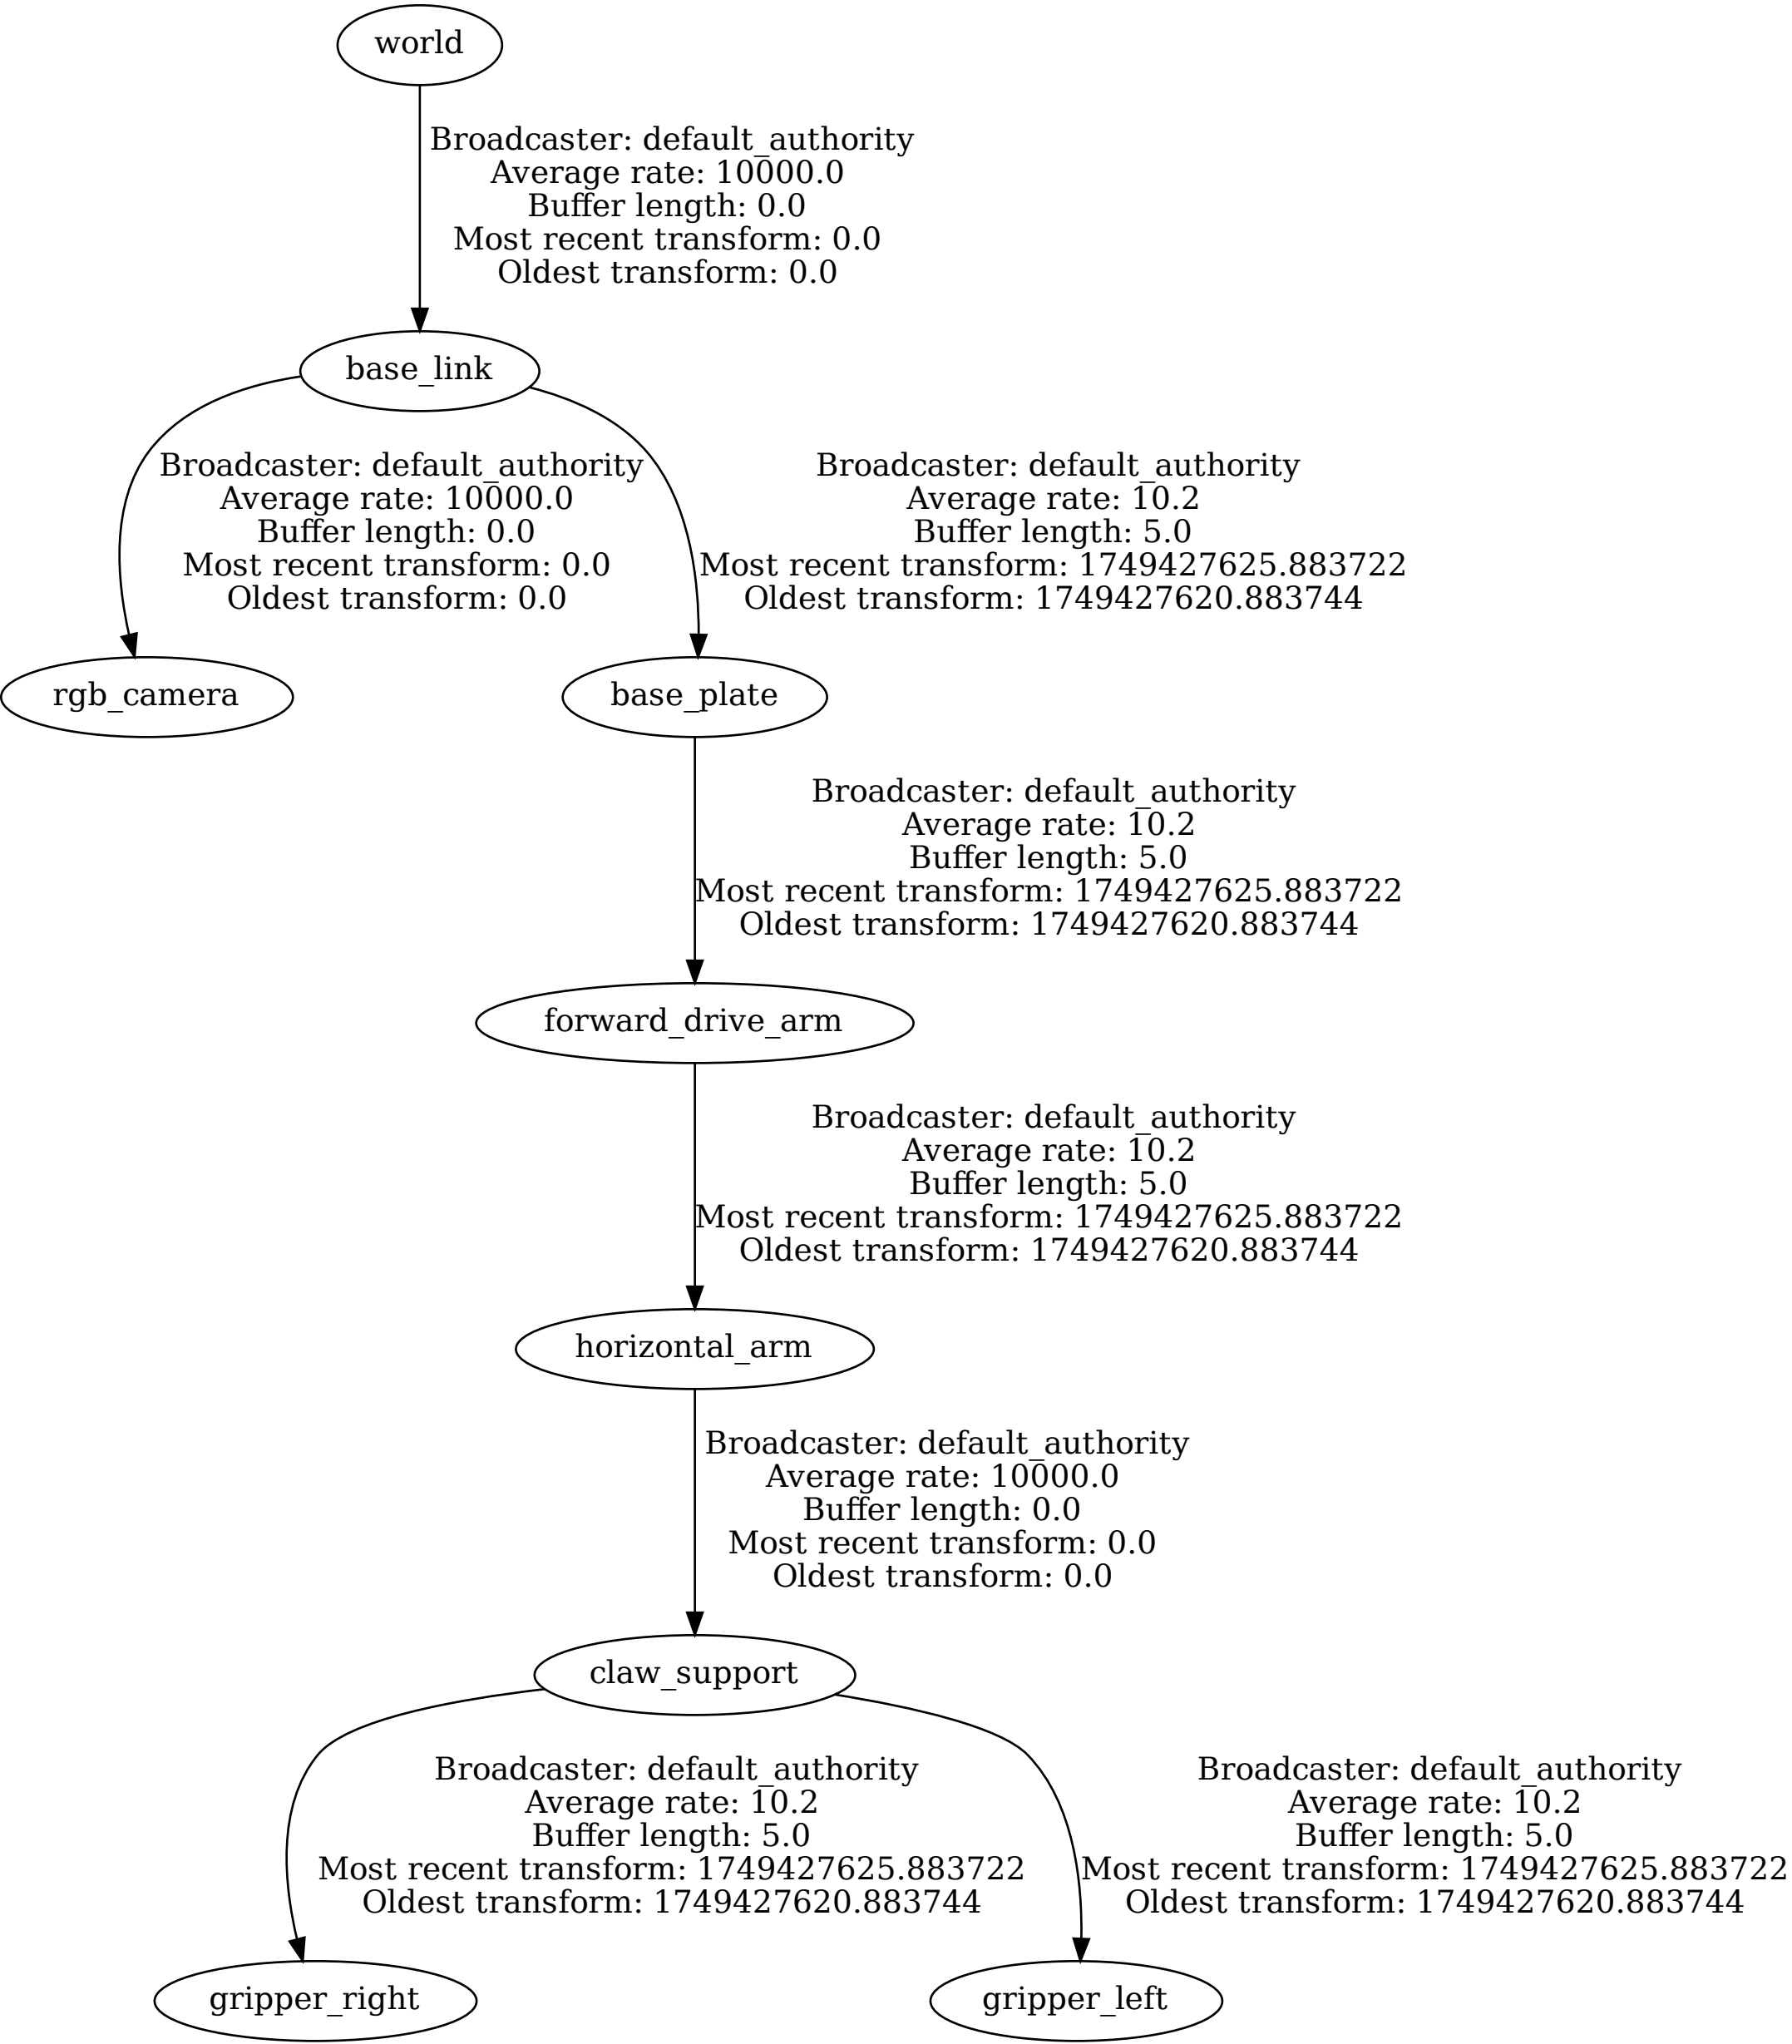 world
Broadcaster: default_authority
Average rate: 10000.0
Buffer length: 0.0
Most recent transform: 0.0
Oldest transform: 0.0
base_link
Broadcaster: default_authority
Average rate: 10000.0
Buffer length: 0.0
Most recent transform: 0.0
Oldest transform: 0.0
Broadcaster: default_authority
Average rate: 10.2
Buffer length: 5.0
Most recent transform: 1749427625.883722
Oldest transform: 1749427620.883744
rgb_camera
base_plate
Broadcaster: default_authority
Average rate: 10.2
Buffer length: 5.0
Most recent transform: 1749427625.883722
Oldest transform: 1749427620.883744
forward_drive_arm
Broadcaster: default_authority
Average rate: 10.2
Buffer length: 5.0
Most recent transform: 1749427625.883722
Oldest transform: 1749427620.883744
horizontal_arm
Broadcaster: default_authority
Average rate: 10000.0
Buffer length: 0.0
Most recent transform: 0.0
Oldest transform: 0.0
claw_support
Broadcaster: default_authority
Average rate: 10.2
Buffer length: 5.0
Most recent transform: 1749427625.883722
Oldest transform: 1749427620.883744
Broadcaster: default_authority
Average rate: 10.2
Buffer length: 5.0
Most recent transform: 1749427625.883722
Oldest transform: 1749427620.883744
gripper_right
gripper_left